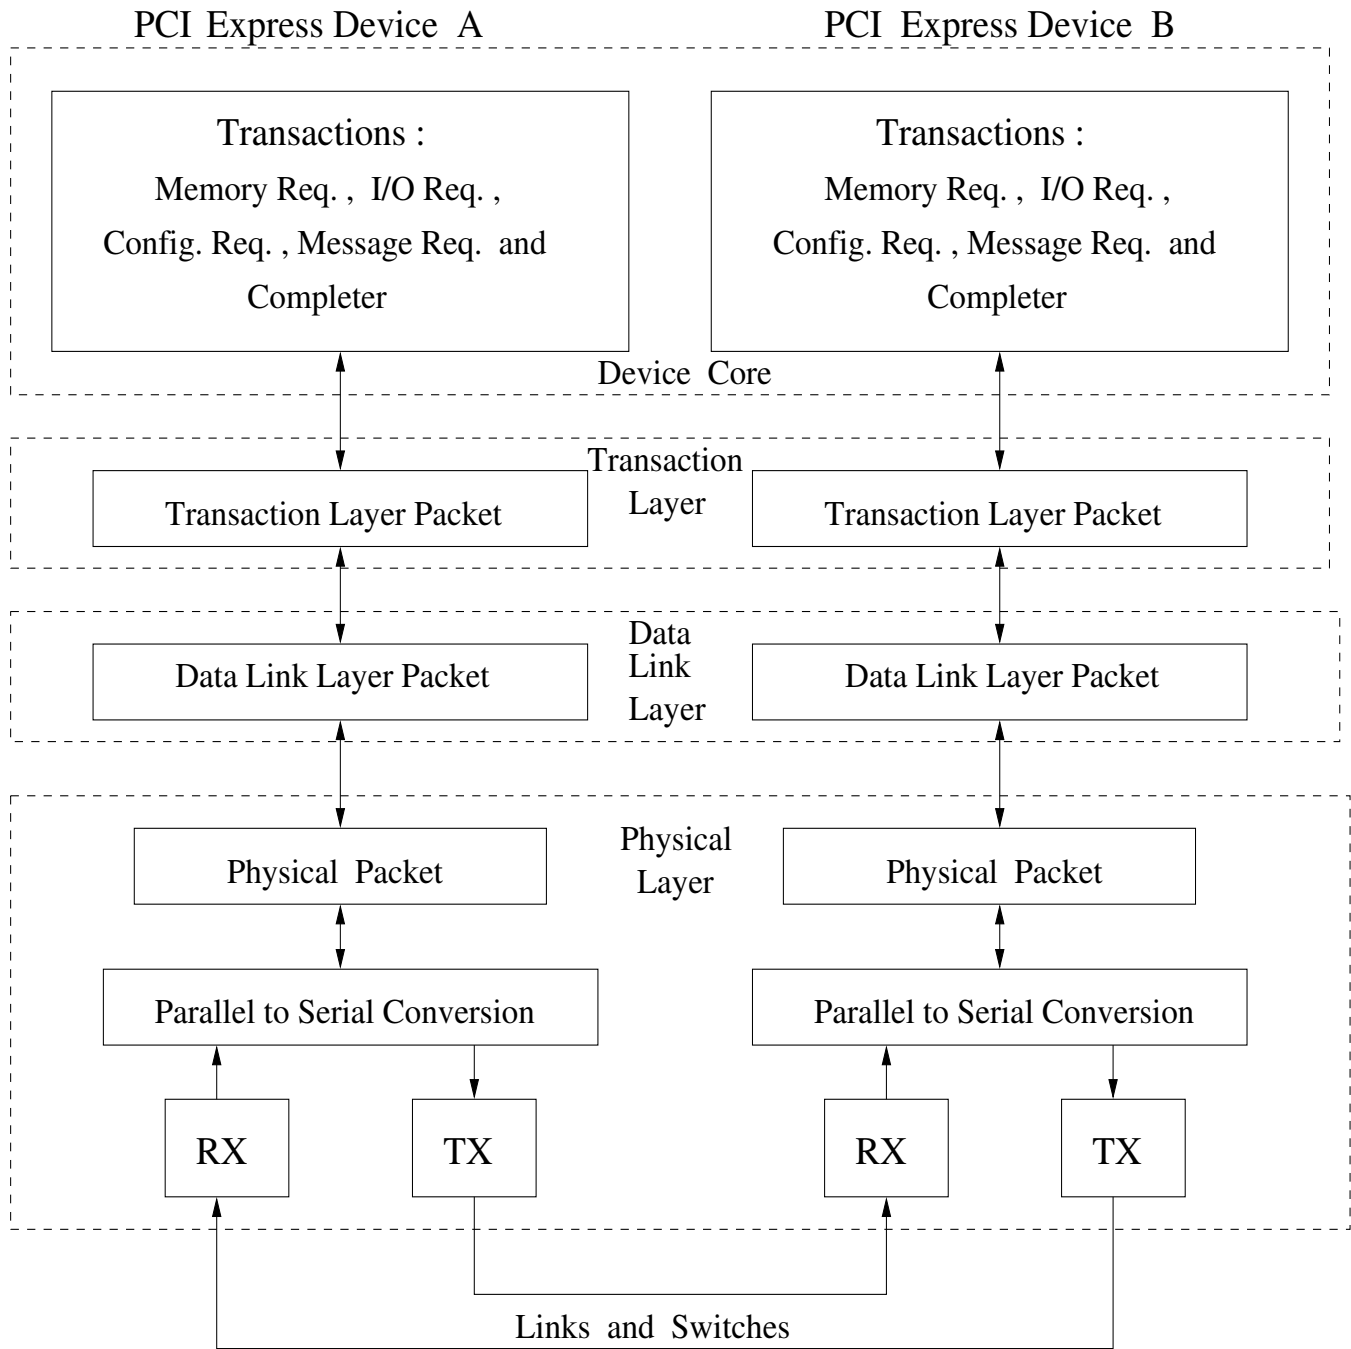 PCI Express Device A
PCI Express Device B
Transactions :
Memory Req. , I/O Req. ,
Config. Req. , Message Req. and
Completer
Transactions :
Memory Req. , I/O Req. ,
Config. Req. , Message Req. and
Completer
Device Core
Transaction
Layer
Transaction Layer Packet
Transaction Layer Packet
Data
Link
Layer
Data Link Layer Packet
Data Link Layer Packet
Physical
Layer
Physical Packet
Physical Packet
Parallel to Serial Conversion
Parallel to Serial Conversion
RX
TX
RX
TX
Links and Switches